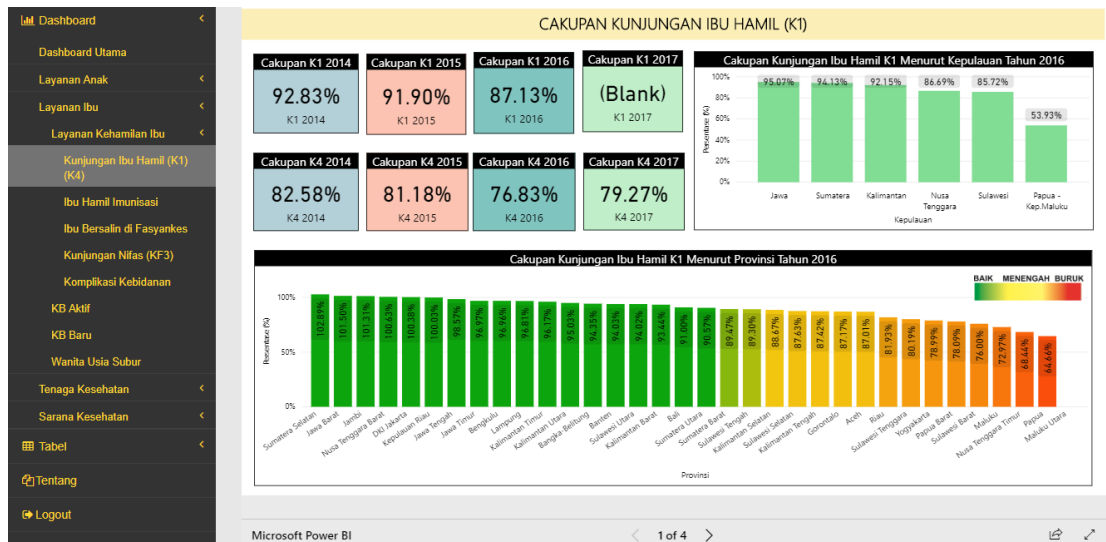 Dashboard
Dashboard Utama
Layanan Anak
Layanan Ibu
Layanan Kehamilan Ibu
Kunjungan Ibu Hamil (K1)
(K4)
Ibu Hamil Imunisasi
Ibu Bersalin di Fasyankes
Kunjungan Nifas (KF3)
Komplikasi Kebidanan
KB Aktif
KB Baru
Wanita Usia Subur
Tenaga Kesehatan
Sarana Kesehatan
Tabel
Tentang
Logout
CAKUPAN KUNJUNGAN IBU HAMIL (K1)
Cakupan K1 2014
92.83%
K1 2014
Cakupan K1 2015
91.90%
K1 2015
Cakupan K1 2016
87.13%
K1 2016
Cakupan K1 2017
(Blank)
K1 2017
Cakupan K4 2014
82.58%
K4 2014
Cakupan K4 2015
81.18%
K4 2015
Cakupan K4 2016
76.83%
K4 2016
Cakupan K4 2017
79.27%
K4 2017
Cakupan Kunjungan Ibu Hamil K1 Menurut Kepulauan Tahun 2016
Persentase (%)
100%
80%
60%
40%
20%
0%
95.07%
94.13%
92.15%
86.69%
85.72%
53.93%
Jawa
Sumatera
Kalimantan
Nusa
Tenggara
Sulawesi
Papua -
Kep.Maluku
Kepulauan
Cakupan Kunjungan Ibu Hamil K1 Menurut Provinsi Tahun 2016
BAIK MENENGAH BURUK
Persentase (%)
100%
50%
0%
102.89%
101.50%
101.31%
100.63%
100.38%
100.03%
98.57%
96.97%
96.96%
96.81%
96.17%
95.03%
94.35%
94.03%
94.02%
93.44%
91.00%
90.57%
89.47%
89.30%
88.67%
87.63%
87.42%
87.17%
87.01%
81.93%
80.19%
78.99%
78.09%
76.00%
72.97%
68.44%
64.66%
Sumatera Selatan
Jawa Barat
Jambi
Nusa Tenggara Barat
DKI Jakarta
Kepulauan Riau
Jawa Tengah
Jawa Timur
Bengkulu
Lampung
Kalimantan Timur
Kalimantan Utara
Bangka Belitung
Banten
Sulawesi Utara
Kalimantan Barat
Bali
Sumatera Utara
Sumatera Barat
Sulawesi Tengah
Kalimantan Selatan
Sulawesi Selatan
Kalimantan Tengah
Gorontalo
Aceh
Riau
Sulawesi Tenggara
Yogyakarta
Papua Barat
Sulawesi Barat
Maluku
Nusa Tenggara Timur
Papua
Maluku Utara
Provinsi
Microsoft Power BI
1 of 4